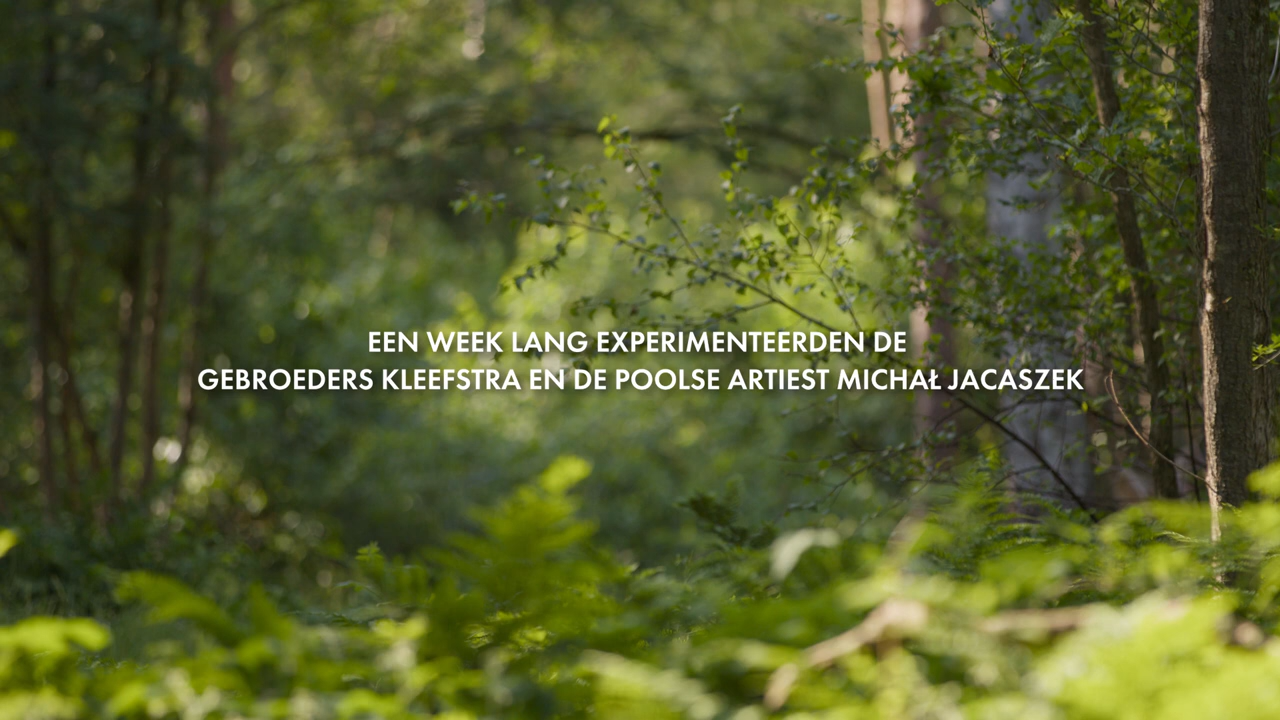 EEN WEEK LANG EXPERIMENTEERDEN DE
GEBROEDERS KLEEFSTRA EN DE POOLSE ARTIEST MICHAŁ JACASZEK